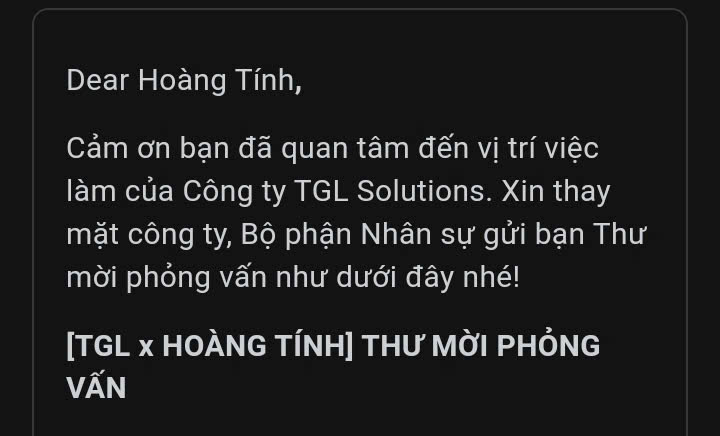 Dear Hoàng Tính,
Cảm ơn bạn đã quan tâm đến vị trí việc
làm của Công ty TGL Solutions. Xin thay
mặt công ty, Bộ phận Nhân sự gửi bạn Thư
mời phỏng vấn như dưới đây nhé!
[TGL x HOÀNG TÍNH] THƯ MỜI PHỎNG
VẤN